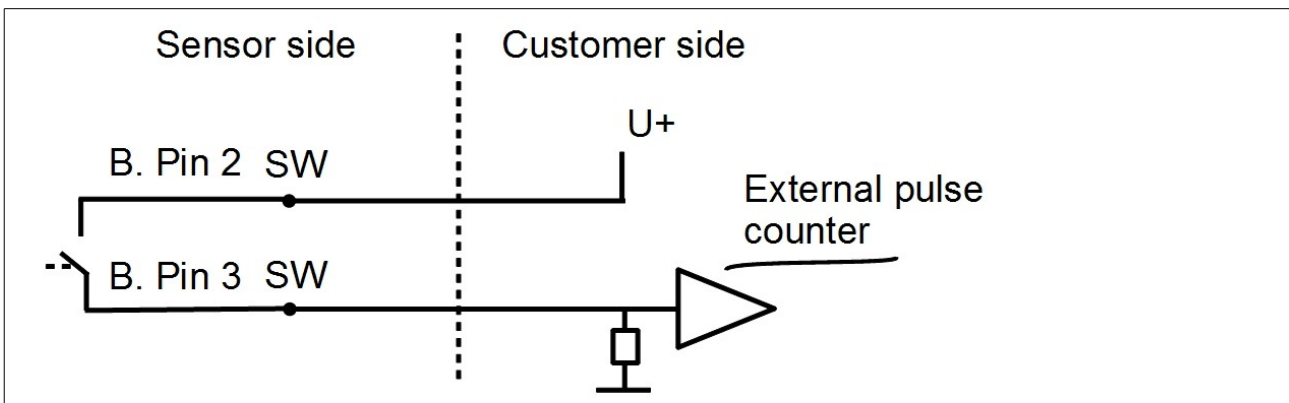 Sensor side
Customer side
U+
B. Pin 2 SW
External pulse
counter
B. Pin 3 SW